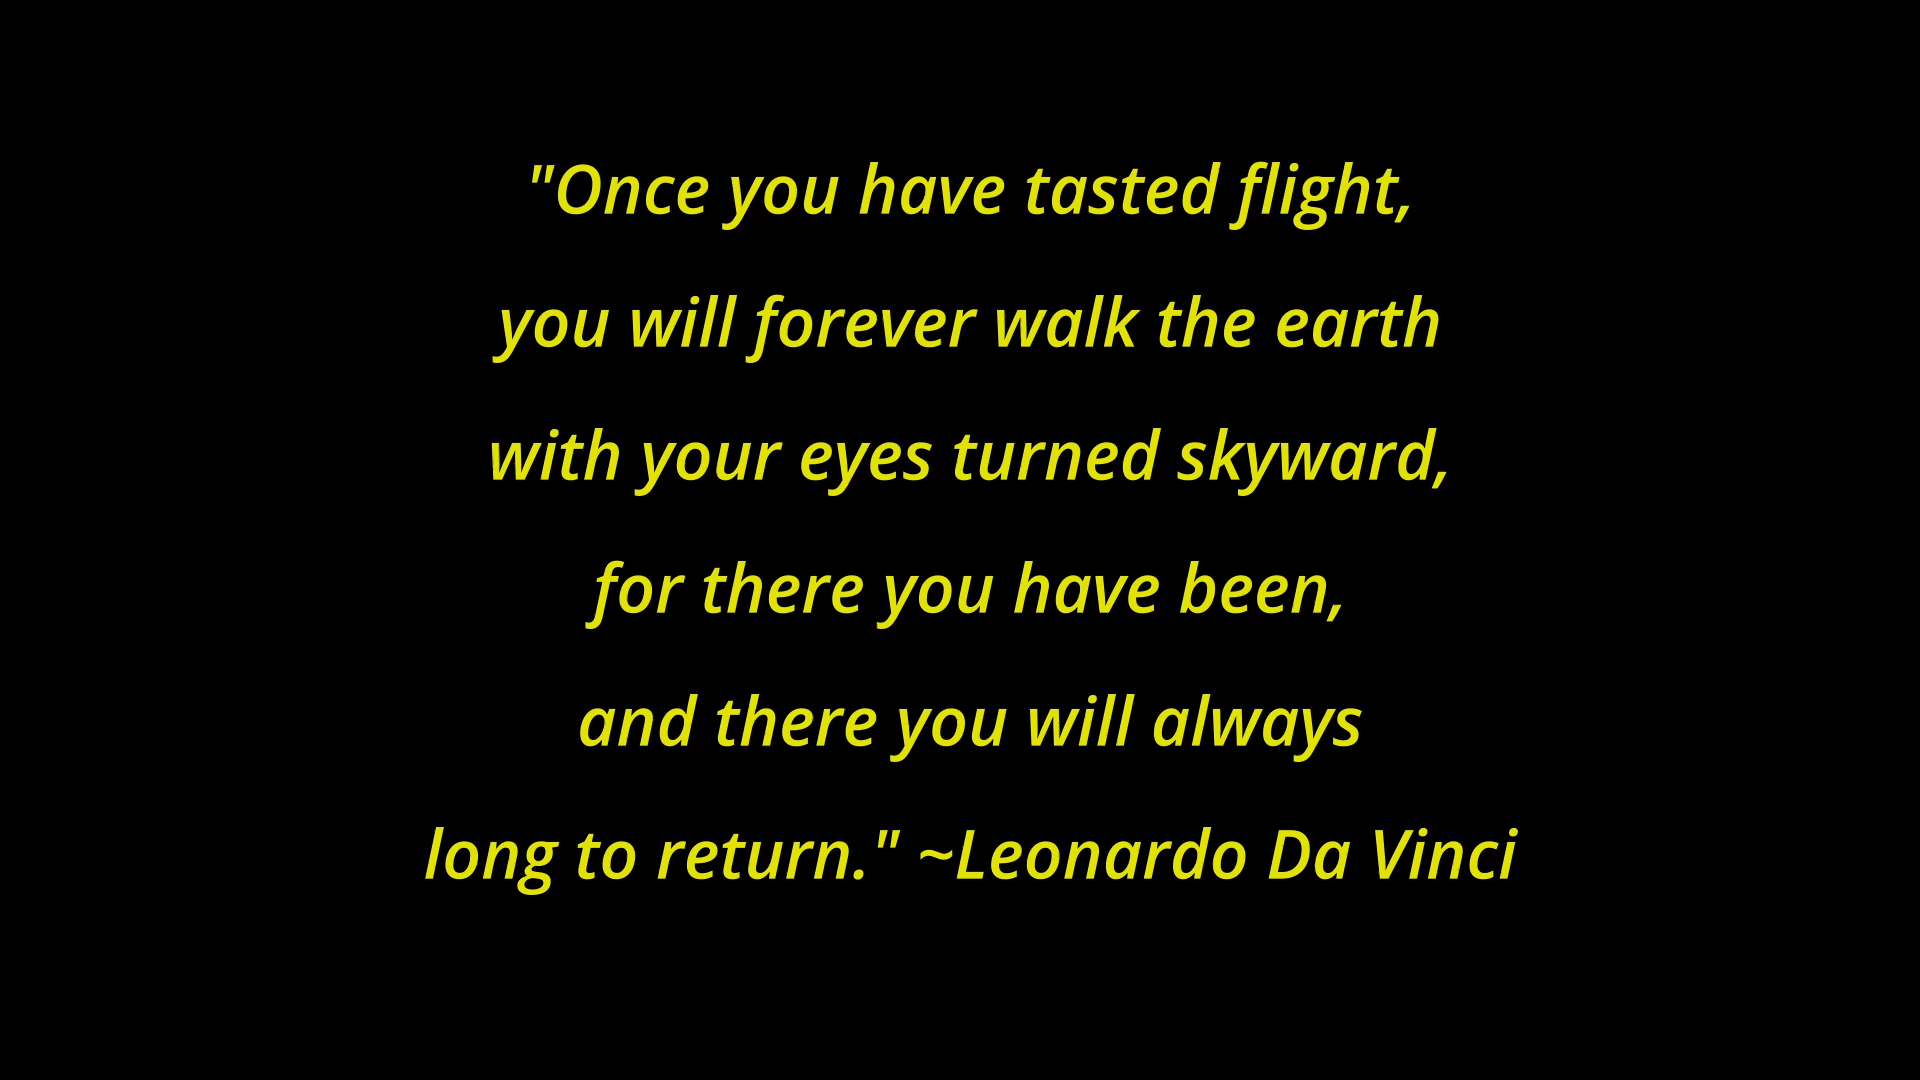 "Once you have tasted flight,
you will forever walk the earth
with your eyes turned skyward,
for there you have been,
and there you will always
long to return." ~Leonardo Da Vinci